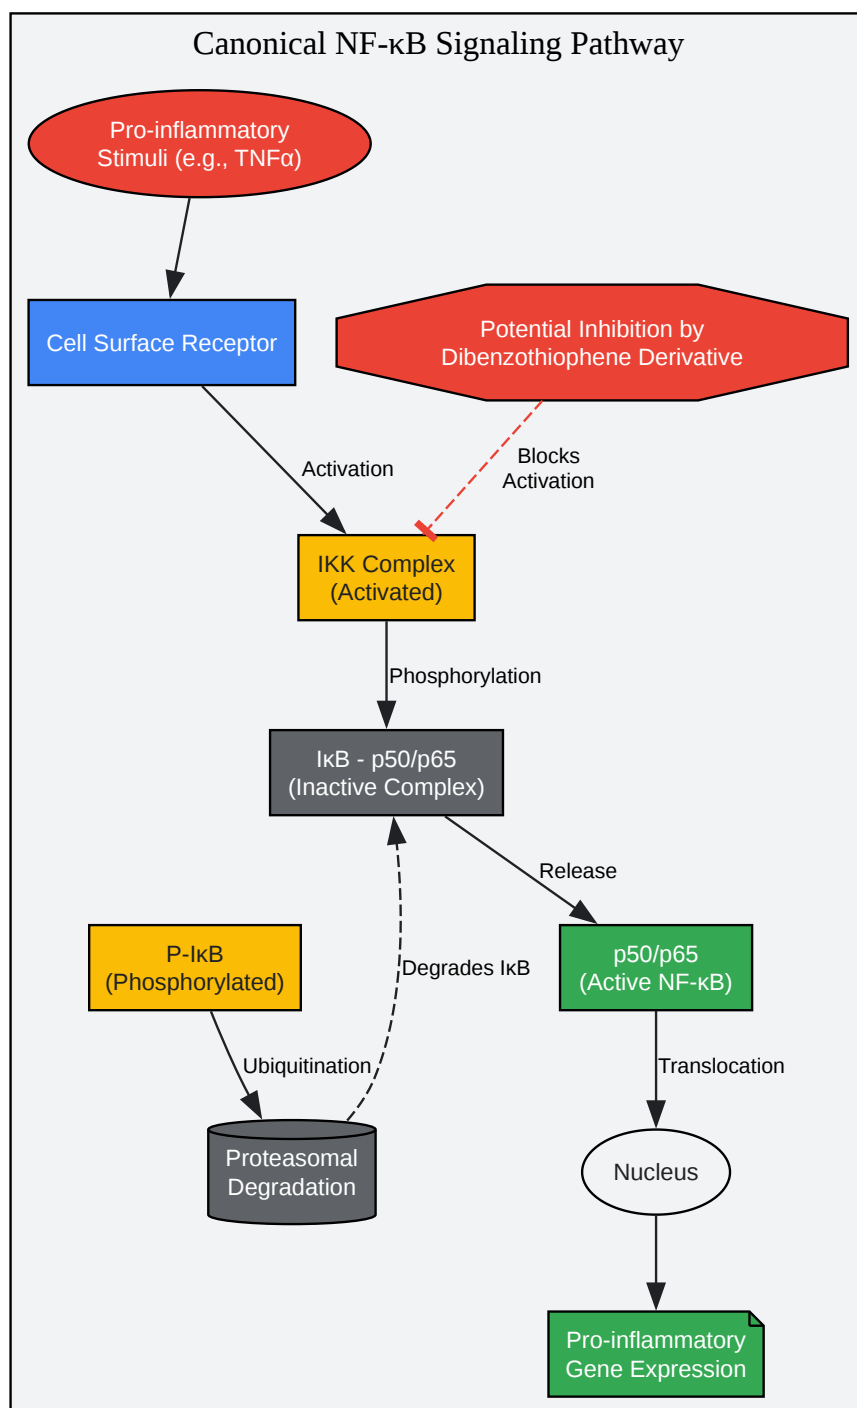 Canonical NF-κB Signaling Pathway
Pro-inflammatory
Stimuli (e.g., TNFα)
Cell Surface Receptor
Potential Inhibition by
Dibenzothiophene Derivative
Activation
Blocks
Activation
IKK Complex
(Activated)
Phosphorylation
IκB - p50/p65
(Inactive Complex)
Release
P-IκB
(Phosphorylated)
Degrades IκB
p50/p65
(Active NF-κB)
Ubiquitination
Translocation
Proteasomal
Degradation
Nucleus
Pro-inflammatory
Gene Expression